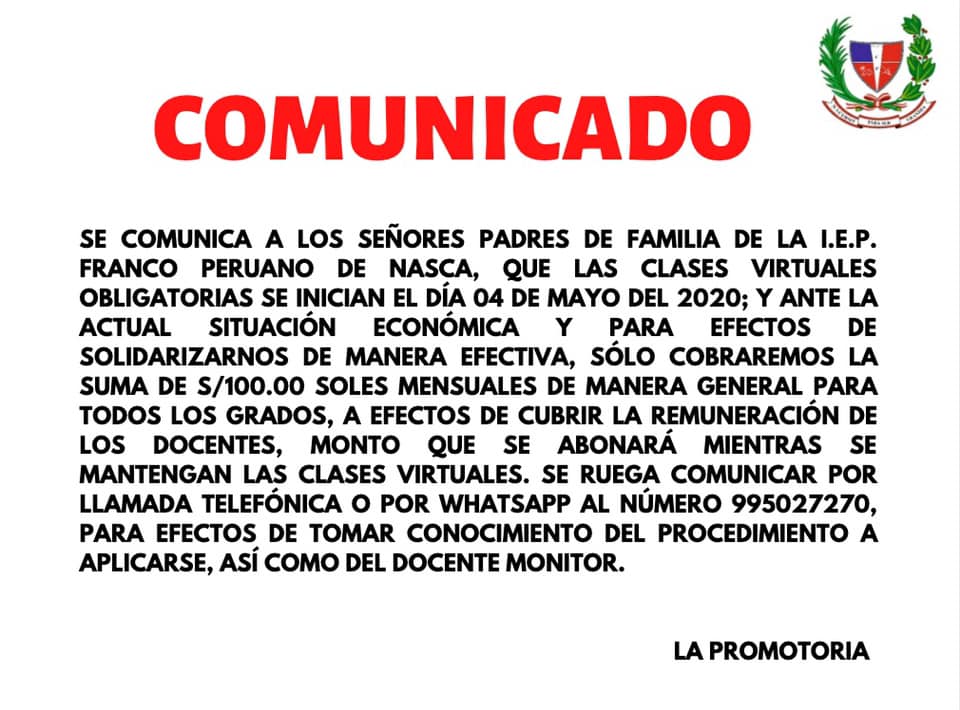 COMUNICADO
SE COMUNICA A LOS SEÑORES PADRES DE FAMILIA DE LA I.E.P.
FRANCO PERUANO DE NASCA, QUE LAS CLASES VIRTUALES
OBLIGATORIAS SE INICIAN EL DÍA 04 DE MAYO DEL 2020; Y ANTE LA
ACTUAL SITUACIÓN ECONÓMICA Y PARA EFECTOS DE
SOLIDARIZARNOS DE MANERA EFECTIVA, SÓLO COBRAREMOS LA
SUMA DE S/100.00 SOLES MENSUALES DE MANERA GENERAL PARA
TODOS LOS GRADOS, A EFECTOS DE CUBRIR LA REMUNERACIÓN DE
LOS DOCENTES, MONTO QUE SE ABONARÁ MIENTRAS SE
MANTENGAN LAS CLASES VIRTUALES. SE RUEGA COMUNICAR POR
LLAMADA TELEFÓNICA O POR WHATSAPP AL NÚMERO 995027270,
PARA EFECTOS DE TOMAR CONOCIMIENTO DEL PROCEDIMIENTO A
APLICARSE, ASÍ COMO DEL DOCENTE MONITOR.
LA PROMOTORIA